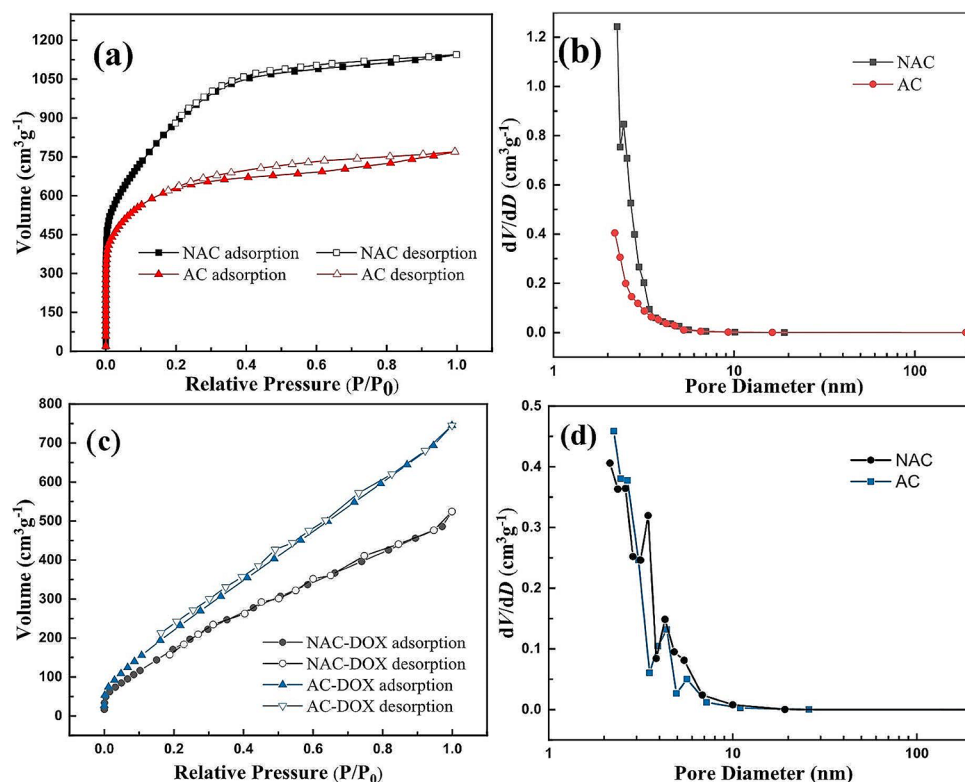 (a)
Volume (cm³g⁻¹)
1200
1050
900
750
600
450
300
150
0
NAC adsorption
NAC desorption
AC adsorption
AC desorption
0.0 0.2 0.4 0.6 0.8 1.0
Relative Pressure (P/P₀)
(b)
dV/dD (cm³g⁻¹)
1.2
1.0
0.8
0.6
0.4
0.2
0.0
NAC
AC
1 10 100
Pore Diameter (nm)
(c)
Volume (cm³g⁻¹)
800
700
600
500
400
300
200
100
0
NAC-DOX adsorption
NAC-DOX desorption
AC-DOX adsorption
AC-DOX desorption
0.0 0.2 0.4 0.6 0.8 1.0
Relative Pressure (P/P₀)
(d)
dV/dD (cm³g⁻¹)
0.5
0.4
0.3
0.2
0.1
0.0
NAC
AC
1 10 100
Pore Diameter (nm)